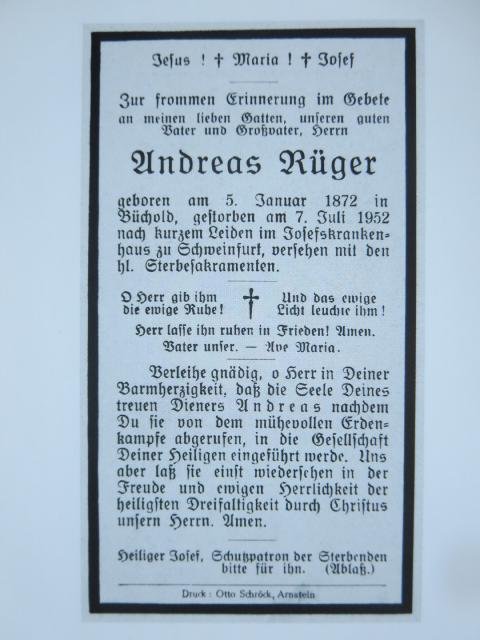 Jesus ! † Maria ! † Josef
Zur frommen Erinnerung im Gebete
an meinen lieben Gatten, unseren guten
Vater und Großvater, Herrn
Andreas Rüger
geboren am 5. Januar 1872 in
Büchold, gestorben am 7. Juli 1952
nach kurzem Leiden im Josefskranken-
haus zu Schweinfurt, versehen mit den
hl. Sterbesakramenten.
O Herr gib ihm † Und das ewige
die ewige Ruhe! Licht leuchte ihm!
Herr lasse ihn ruhen in Frieden! Amen.
Vater unser. — Ave Maria.
Verleihe gnädig, o Herr in Deiner
Barmherzigkeit, daß die Seele Deines
treuen Dieners Andreas nachdem
Du sie von dem mühevollen Erden-
kampfe abgerufen, in die Gesellschaft
Deiner Heiligen eingeführt werde. Uns
aber laß sie einst wiedersehen in der
Freude und ewigen Herrlichkeit der
heiligsten Dreifaltigkeit durch Christus
unsern Herrn. Amen.
Heiliger Josef, Schutzpatron der Sterbenden
bitte für ihn. (Ablaß.)
Druck : Otto Schröck, Arnstein